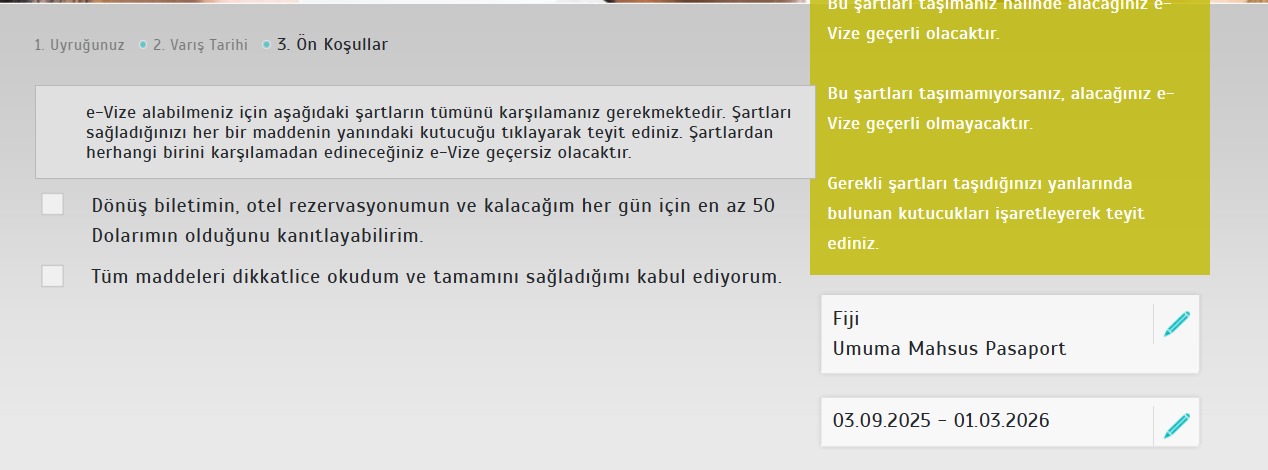 Bu şartları taşımanız halinde alacağınız e-
Vize geçerli olacaktır.
Bu şartları taşımamıyorsanız, alacağınız e-
Vize geçerli olmayacaktır.
Gerekli şartları taşıdığınızı yanlarında
bulunan kutucukları işaretleyerek teyit
ediniz.
1. Uyruğunuz 2. Varış Tarihi 3. Ön Koşullar
e-Vize alabilmeniz için aşağıdaki şartların tümünü karşılamanız gerekmektedir. Şartları
sağladığınızı her bir maddenin yanındaki kutucuğu tıklayarak teyit ediniz. Şartlardan
herhangi birini karşılamadan edineceğiniz e-Vize geçersiz olacaktır.
Dönüş biletimin, otel rezervasyonumun ve kalacağım her gün için en az 50
Dolarımın olduğunu kanıtlayabilirim.
Tüm maddeleri dikkatlice okudum ve tamamını sağladığımı kabul ediyorum.
Fiji
Umuma Mahsus Pasaport
03.09.2025 - 01.03.2026